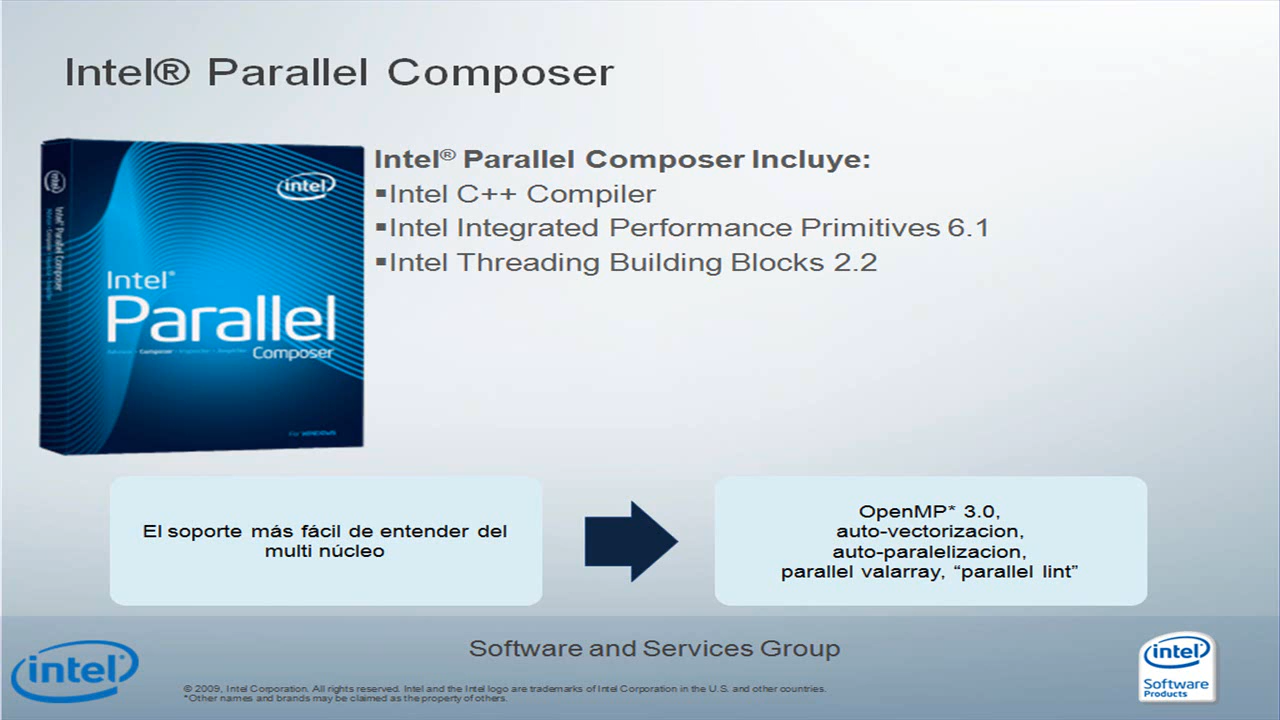 Intel® Parallel Composer
intel
Intel® Parallel Composer
intel
Intel®
Parallel
Composer
Intel® Parallel Composer Incluye:
▪Intel C++ Compiler
▪Intel Integrated Performance Primitives 6.1
▪Intel Threading Building Blocks 2.2
El soporte más fácil de entender del
multi núcleo
OpenMP* 3.0,
auto-vectorizacion,
auto-paralelizacion,
parallel valarray, “parallel lint”
intel
Software and Services Group
© 2009, Intel Corporation. All rights reserved. Intel and the Intel logo are trademarks of Intel Corporation in the U.S. and other countries.
*Other names and brands may be claimed as the property of others.
intel
Software
Products